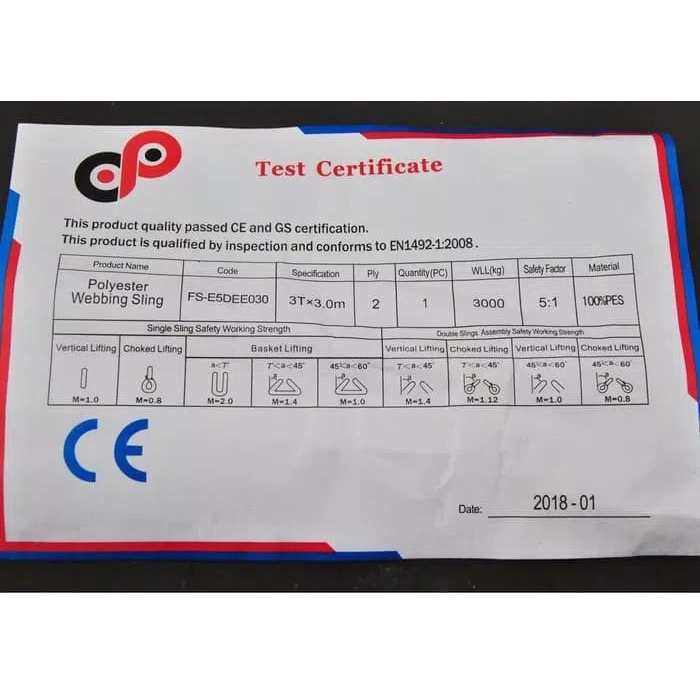 Test Certificate
This product quality passed CE and GS certification.
This product is qualified by inspection and conforms to EN1492-1:2008.
Product Name Code Specification Ply Quantity(PC) WLL(kg) Safety Factor Material
Polyester Webbing Sling FS-E5DEE030 3T×3.0m 2 1 3000 5:1 100%PES
Single Sling Safety Working Strength Double Slings Assembly Safety Working Strength
Vertical Lifting Choked Lifting Basket Lifting Vertical Lifting Choked Lifting Vertical Lifting Choked Lifting
a<7° 7°<a<45° 45°<a<60° 7°<a<45° 7°<a<45° 45°<a<60° 45°<a<60°
M=1.0 M=0.8 M=2.0 M=1.4 M=1.0 M=1.4 M=1.12 M=1.0 M=0.8
CE
Date: 2018-01